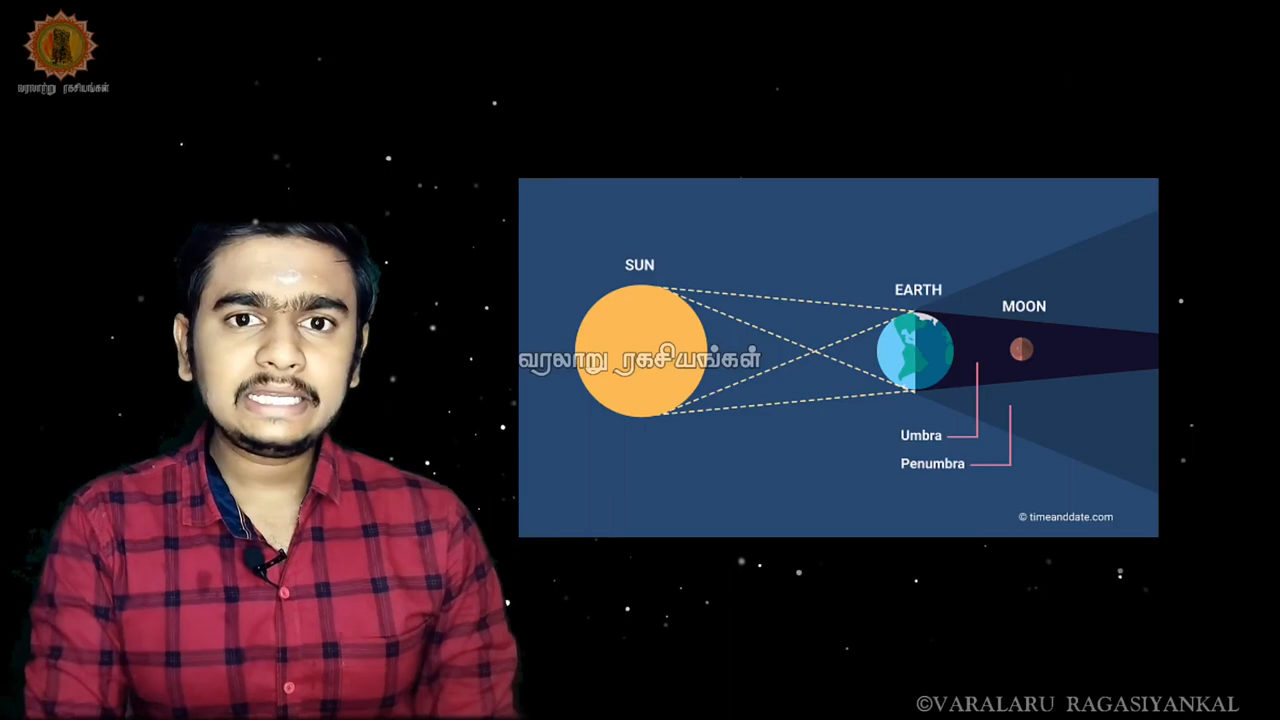 வரலாற்று ரகசியங்கள்
SUN
EARTH
MOON
வரலாறு ரகசியங்கள்
Umbra
Penumbra
© timeanddate.com
©VARALARU RAGASIYANKAL